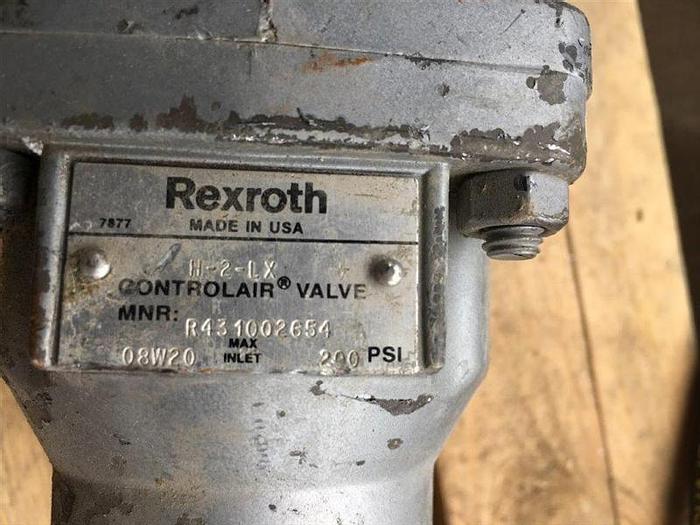 Rexroth
7877 MADE IN USA
H-2-LX
CONTROLAIR® VALVE
MNR: R431002654
08W20 MAX INLET 200 PSI